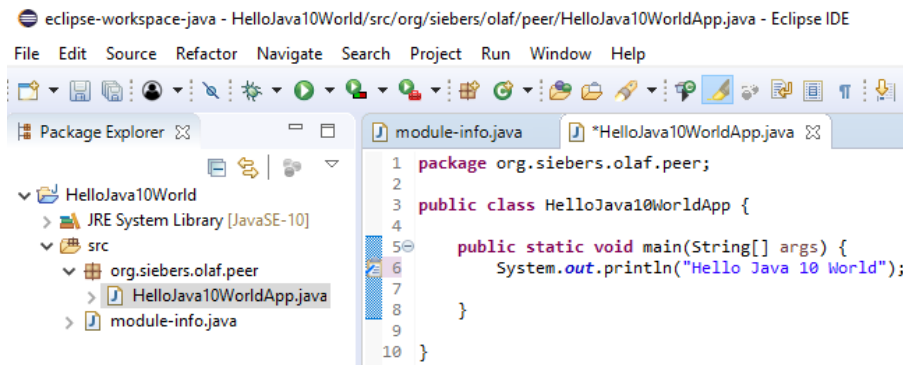 eclipse-workspace-java - HelloJava10World/src/org/siebers/olaf/peer/HelloJava10WorldApp.java - Eclipse IDE
File Edit Source Refactor Navigate Search Project Run Window Help
Package Explorer
HelloJava10World
JRE System Library [JavaSE-10]
src
org.siebers.olaf.peer
HelloJava10WorldApp.java
module-info.java
module-info.java *HelloJava10WorldApp.java
1 package org.siebers.olaf.peer;
2
3 public class HelloJava10WorldApp {
4
5 public static void main(String[] args) {
6 System.out.println("Hello Java 10 World");
7
8 }
9
10 }